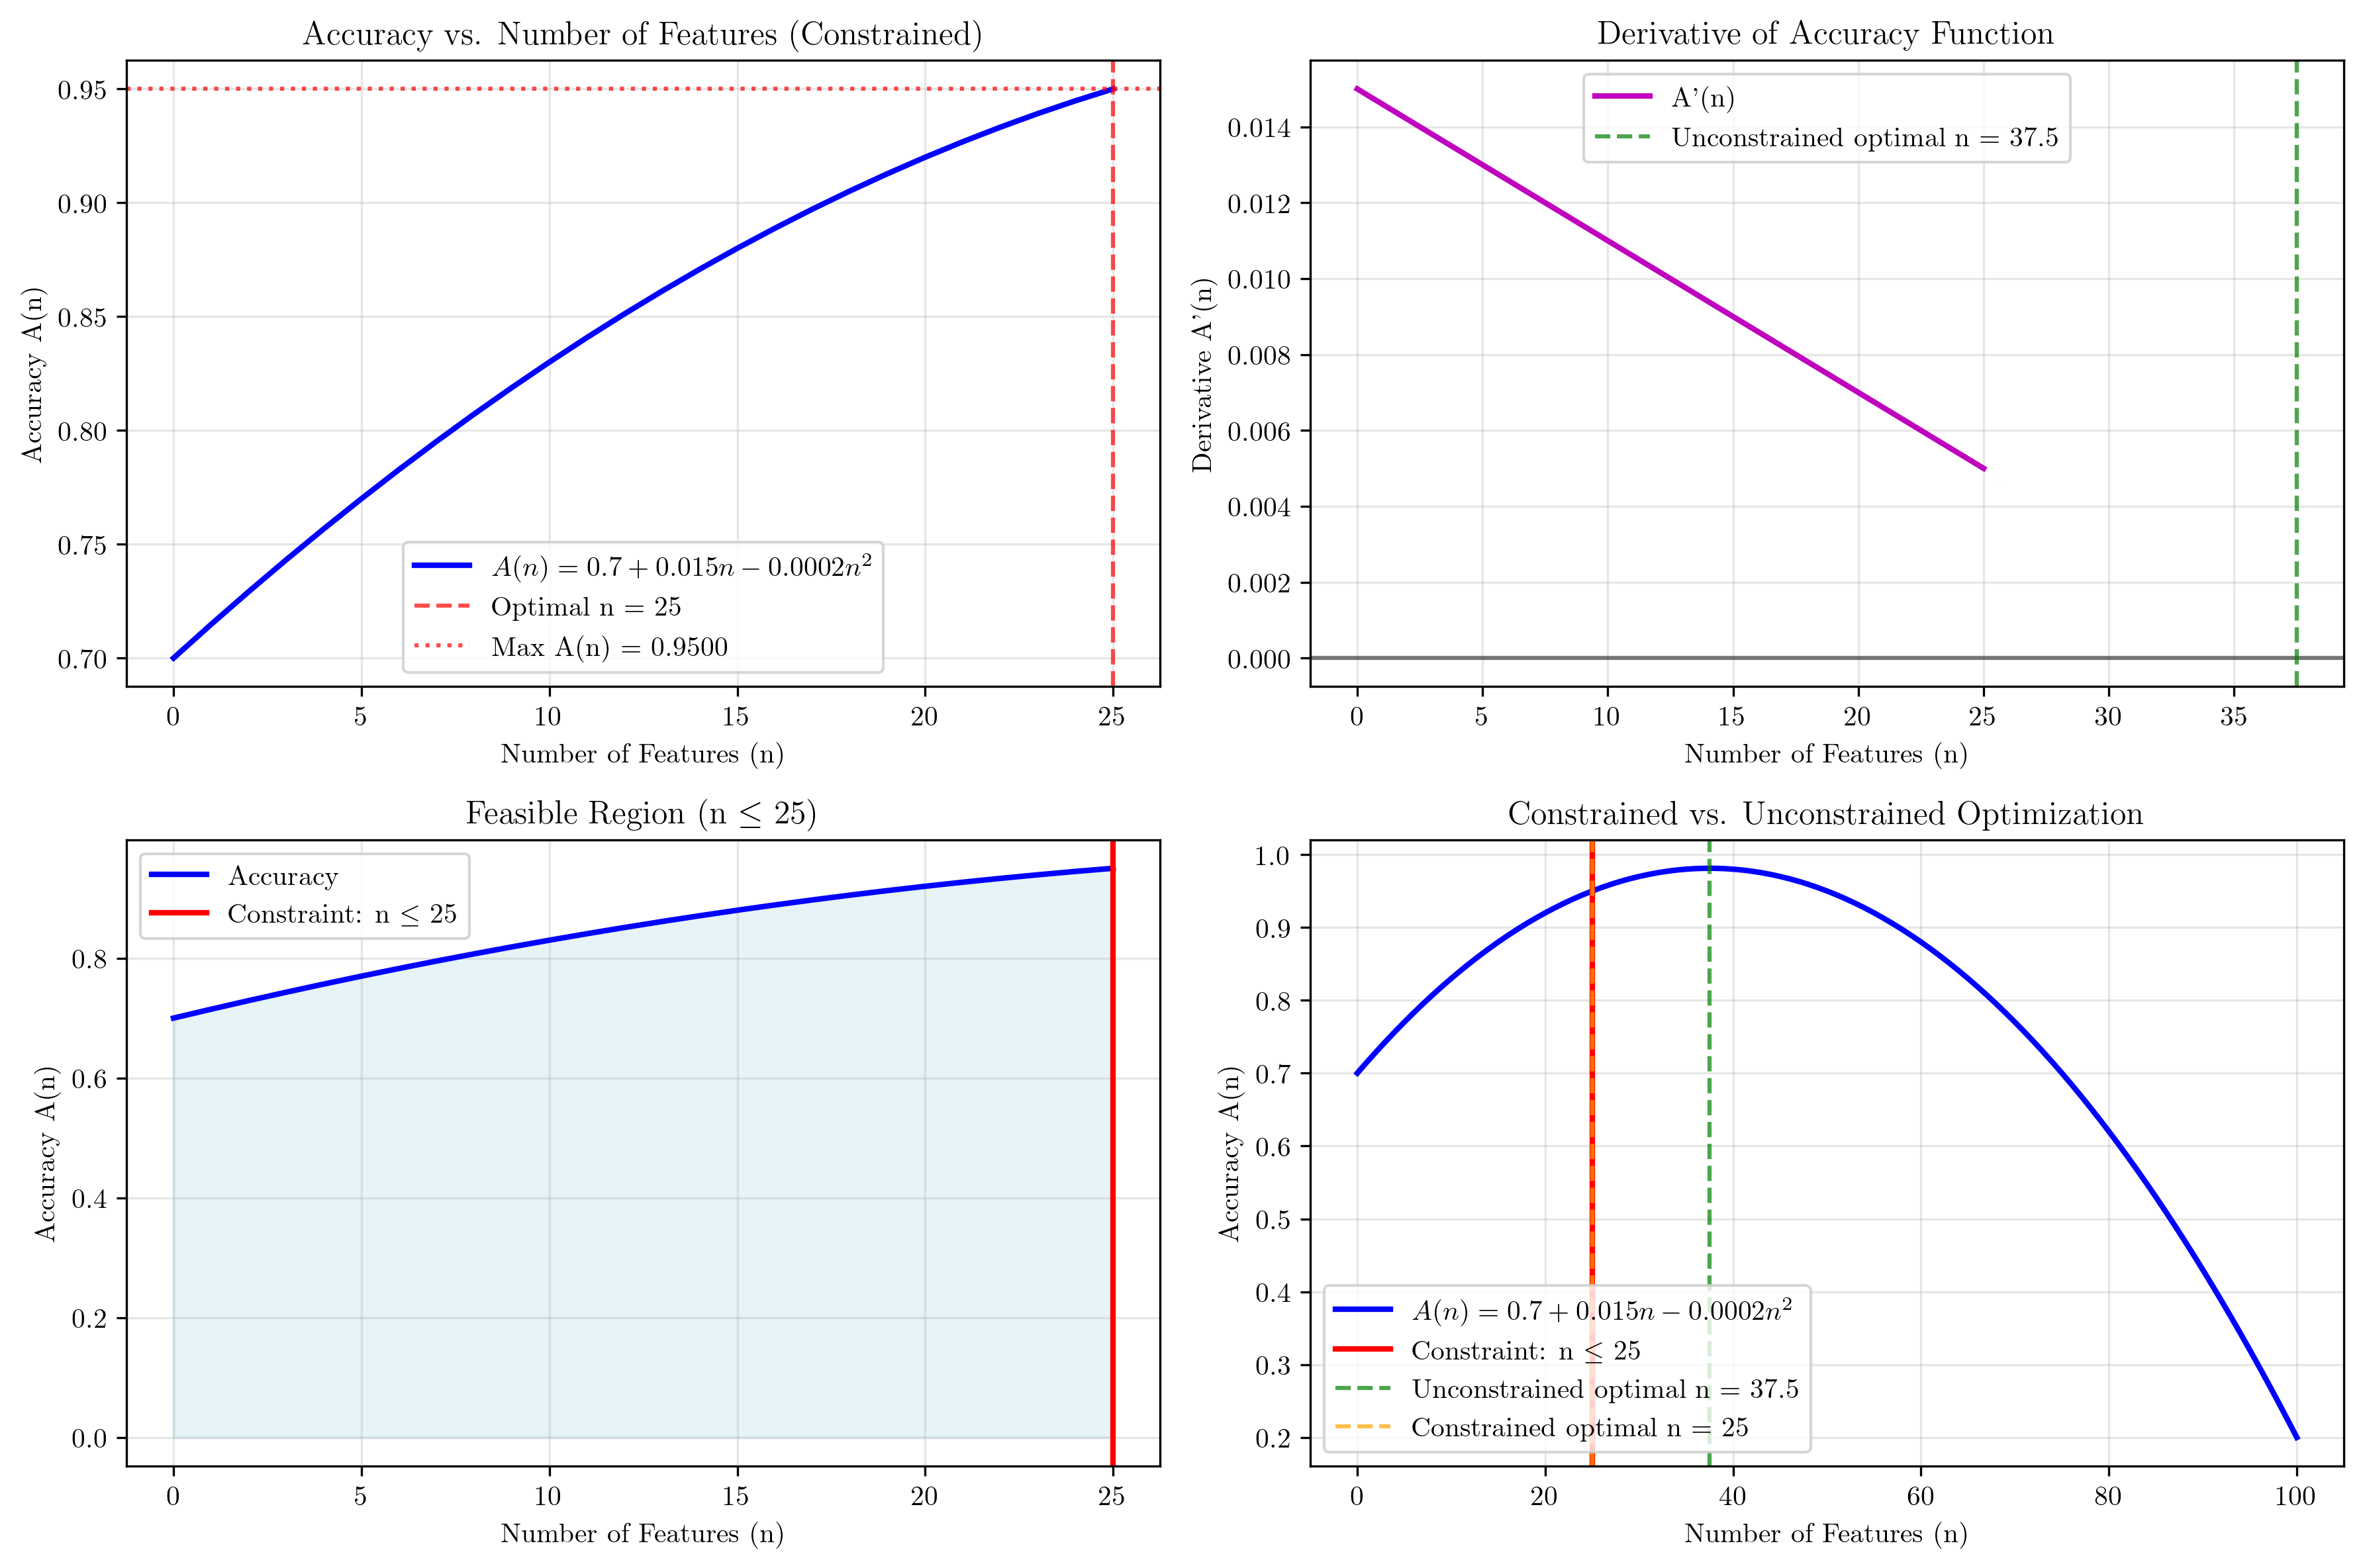 Accuracy vs. Number of Features (Constrained)
Accuracy A(n)
0.95
0.90
0.85
0.80
0.75
0.70
A(n) = 0.7 + 0.015n − 0.0002n²
Optimal n = 25
Max A(n) = 0.9500
0 5 10 15 20 25
Number of Features (n)
Derivative of Accuracy Function
Derivative A'(n)
0.014
0.012
0.010
0.008
0.006
0.004
0.002
0.000
A'(n)
Unconstrained optimal n = 37.5
0 5 10 15 20 25 30 35
Number of Features (n)
Feasible Region (n ≤ 25)
Accuracy A(n)
0.8
0.6
0.4
0.2
0.0
Accuracy
Constraint: n ≤ 25
0 5 10 15 20 25
Number of Features (n)
Constrained vs. Unconstrained Optimization
Accuracy A(n)
1.0
0.9
0.8
0.7
0.6
0.5
0.4
0.3
0.2
A(n) = 0.7 + 0.015n − 0.0002n²
Constraint: n ≤ 25
Unconstrained optimal n = 37.5
Constrained optimal n = 25
0 20 40 60 80 100
Number of Features (n)